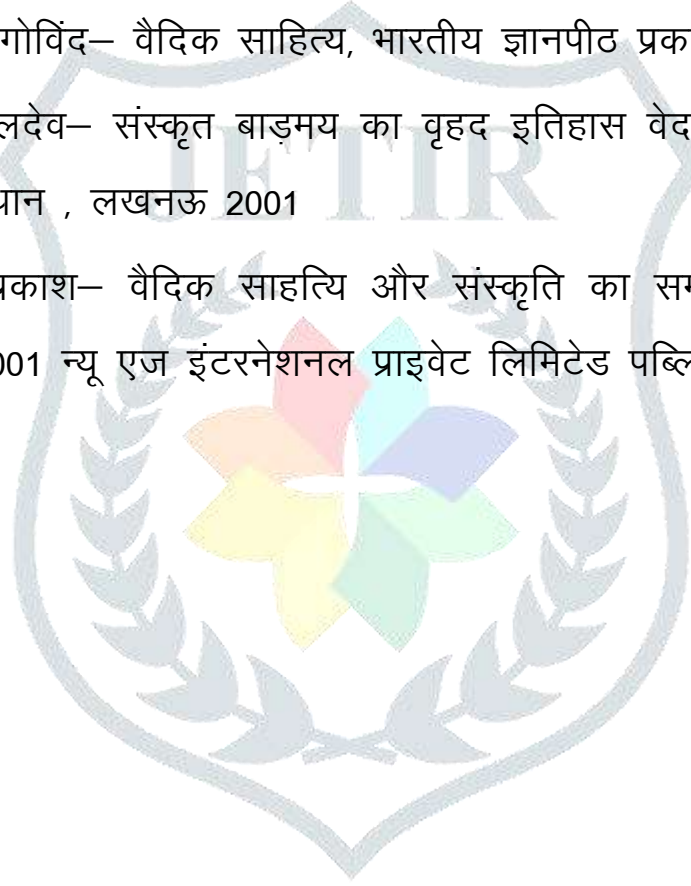 गोविंद– वैदिक साहित्य, भारतीय ज्ञानपीठ प्रक
लदेव– संस्कृत बाड़मय का वृहद इतिहास वेद
थान , लखनऊ 2001
प्रकाश– वैदिक साहत्यि और संस्कृति का सम
001 न्यू एज इंटरनेशनल प्राइवेट लिमिटेड पब्लि
JETIR